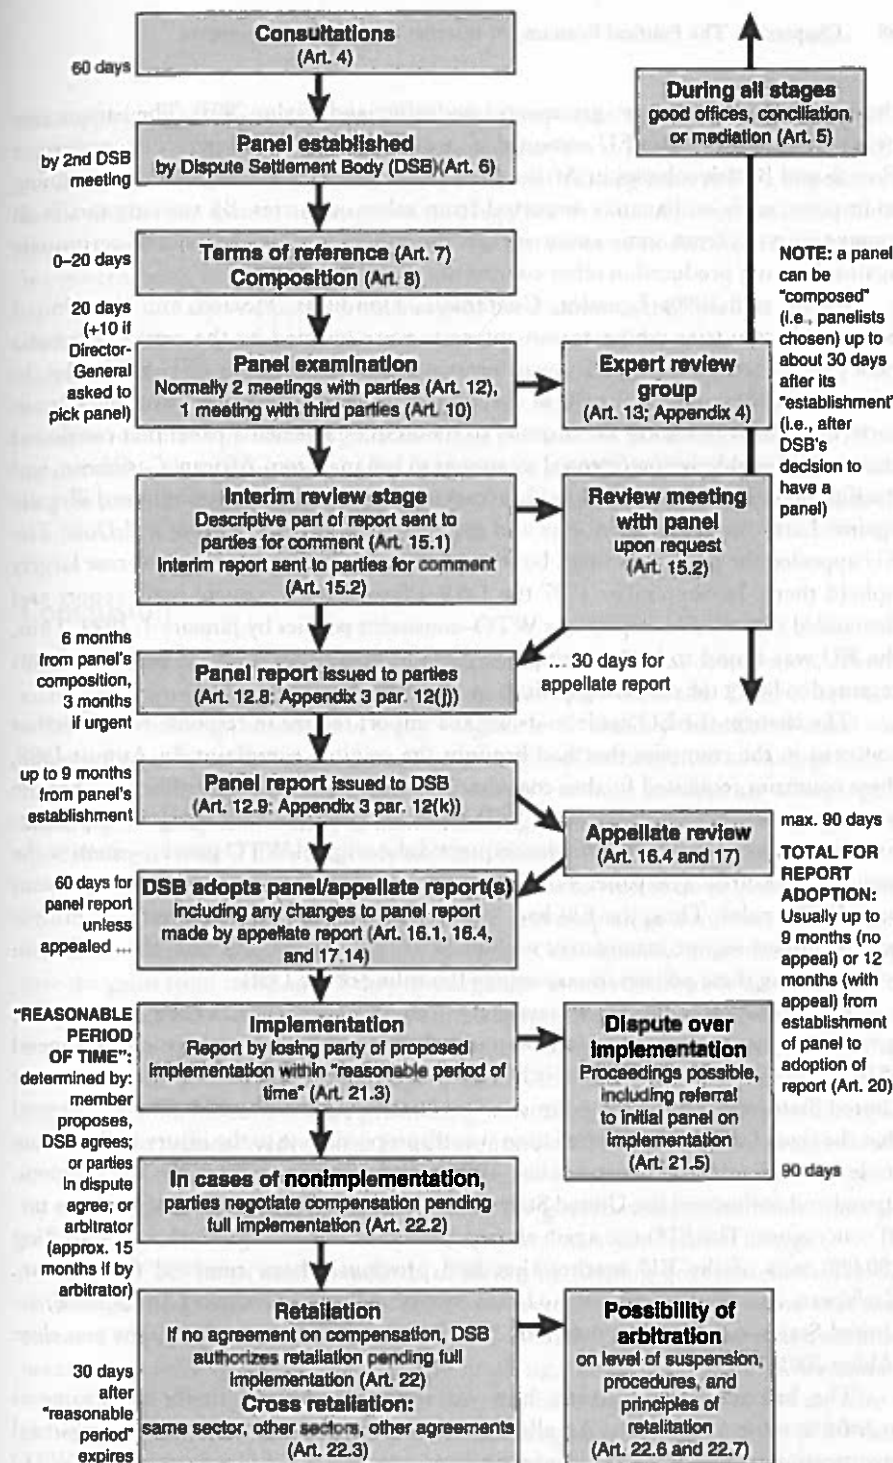 Consultations
(Art. 4)
60 days
During all stages
good offices, conciliation,
or mediation (Art. 5)
Panel established
by Dispute Settlement Body (DSB)(Art. 6)
by 2nd DSB
meeting
0–20 days
Terms of reference (Art. 7)
Composition (Art. 8)
NOTE: a panel
can be
"composed"
(i.e., panelists
chosen) up to
about 30 days
after its
"establishment"
(i.e., after
DSB's
decision to
have a
panel)
20 days
(+10 if
Director-
General
asked to
pick panel)
Panel examination
Normally 2 meetings with parties (Art. 12),
1 meeting with third parties (Art. 10)
Expert review
group
(Art. 13; Appendix 4)
Interim review stage
Descriptive part of report sent to
parties for comment (Art. 15.1)
Interim report sent to parties for comment
(Art. 15.2)
Review meeting
with panel
upon request
(Art. 15.2)
6 months
from panel's
composition,
3 months
if urgent
Panel report issued to parties
(Art. 12.8; Appendix 3 par. 12(j))
... 30 days for
appellate report
up to 9 months
from panel's
establishment
Panel report issued to DSB
(Art. 12.9; Appendix 3 par. 12(k))
Appellate review
(Art. 16.4 and 17)
max. 90 days
TOTAL FOR
REPORT
ADOPTION:
Usually up to
9 months (no
appeal) or 12
months (with
appeal) from
establishment
of panel to
adoption of
report (Art. 20)
60 days for
panel report
unless
appealed ...
DSB adopts panel/appellate report(s)
including any changes to panel report
made by appellate report (Art. 16.1, 16.4,
and 17.14)
"REASONABLE
PERIOD
OF TIME":
determined by:
member
proposes,
DSB agrees;
or parties
in dispute
agree; or
arbitrator
(approx. 15
months if by
arbitrator)
Implementation
Report by losing party of proposed
implementation within "reasonable period of
time" (Art. 21.3)
Dispute over
implementation
Proceedings possible,
including referral
to initial panel on
implementation
(Art. 21.5)
90 days
In cases of nonimplementation,
parties negotiate compensation pending
full implementation (Art. 22.2)
Retaliation
If no agreement on compensation, DSB
authorizes retaliation pending full
implementation (Art. 22)
Cross retaliation:
same sector, other sectors, other agreements
(Art. 22.3)
30 days
after
"reasonable
period"
expires
Possibility of
arbitration
on level of suspension,
procedures, and
principles of
retalitation
(Art. 22.6 and 22.7)